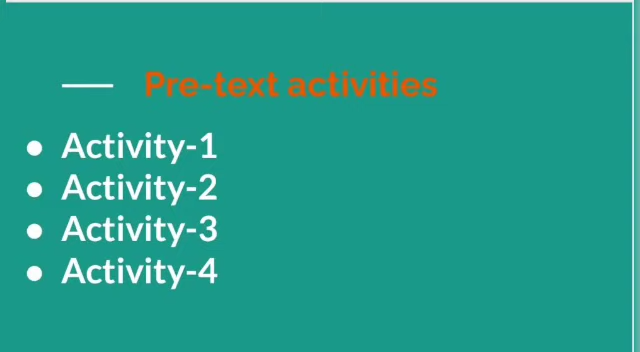 Pre-text activities
● Activity-1
● Activity-2
● Activity-3
● Activity-4